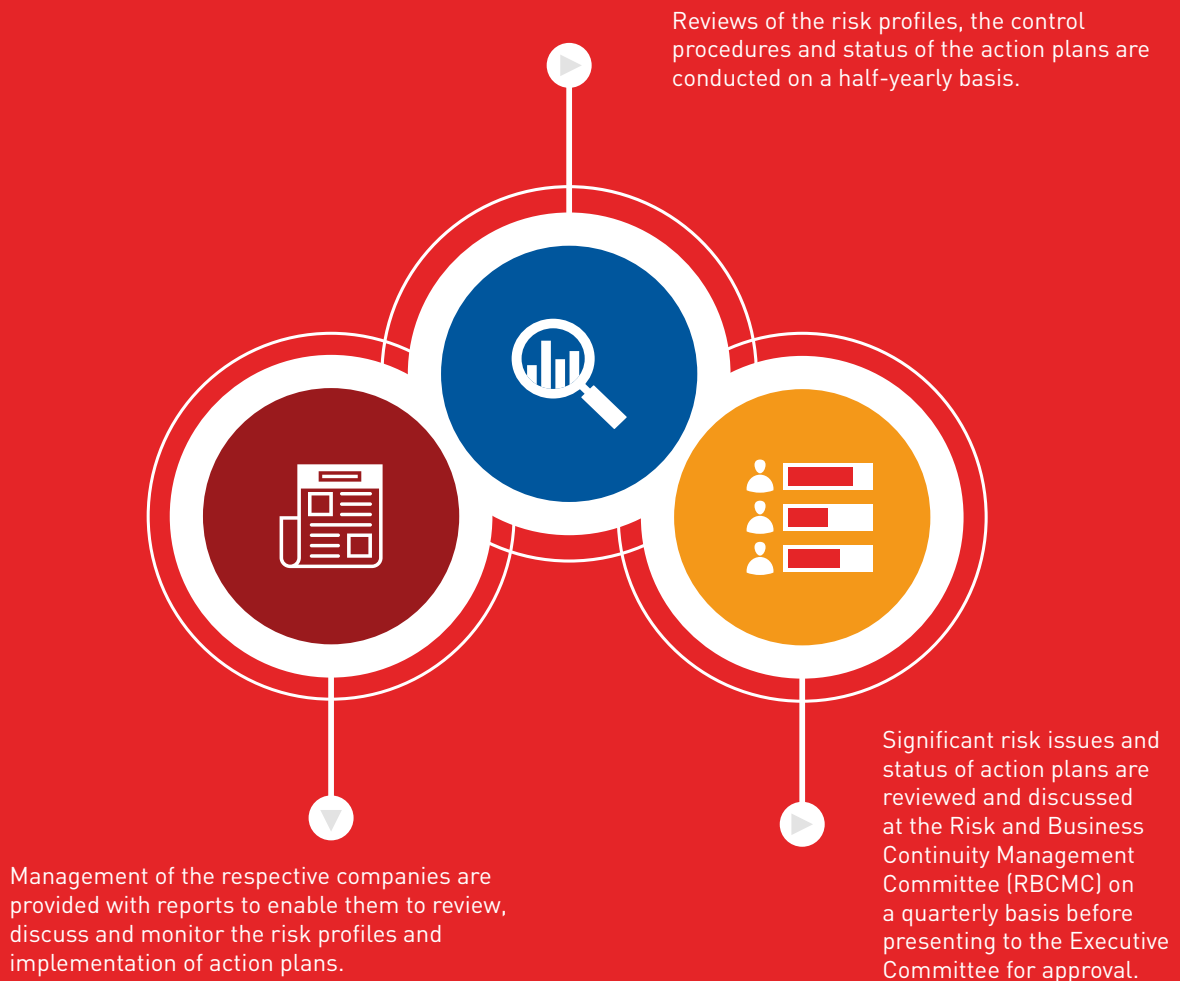 Reviews of the risk profiles, the control
procedures and status of the action plans are
conducted on a half-yearly basis.
Management of the respective companies are
provided with reports to enable them to review,
discuss and monitor the risk profiles and
implementation of action plans.
Significant risk issues and
status of action plans are
reviewed and discussed
at the Risk and Business
Continuity Management
Committee (RBCMC) on
a quarterly basis before
presenting to the Executive
Committee for approval.